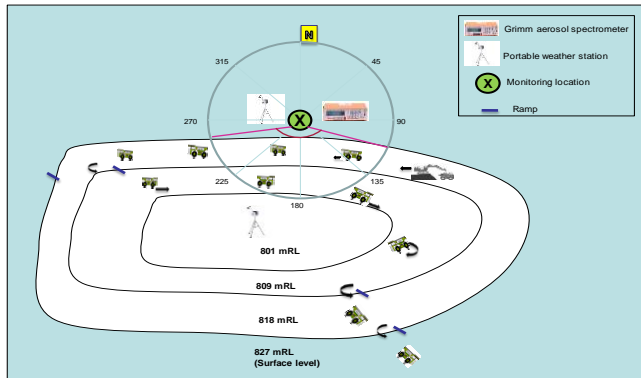 N
315
45
270
X
90
225
135
180
801 mRL
809 mRL
818 mRL
827 mRL
(Surface level)
Grimm aerosol spectrometer
Portable weather station
X
Monitoring location
Ramp